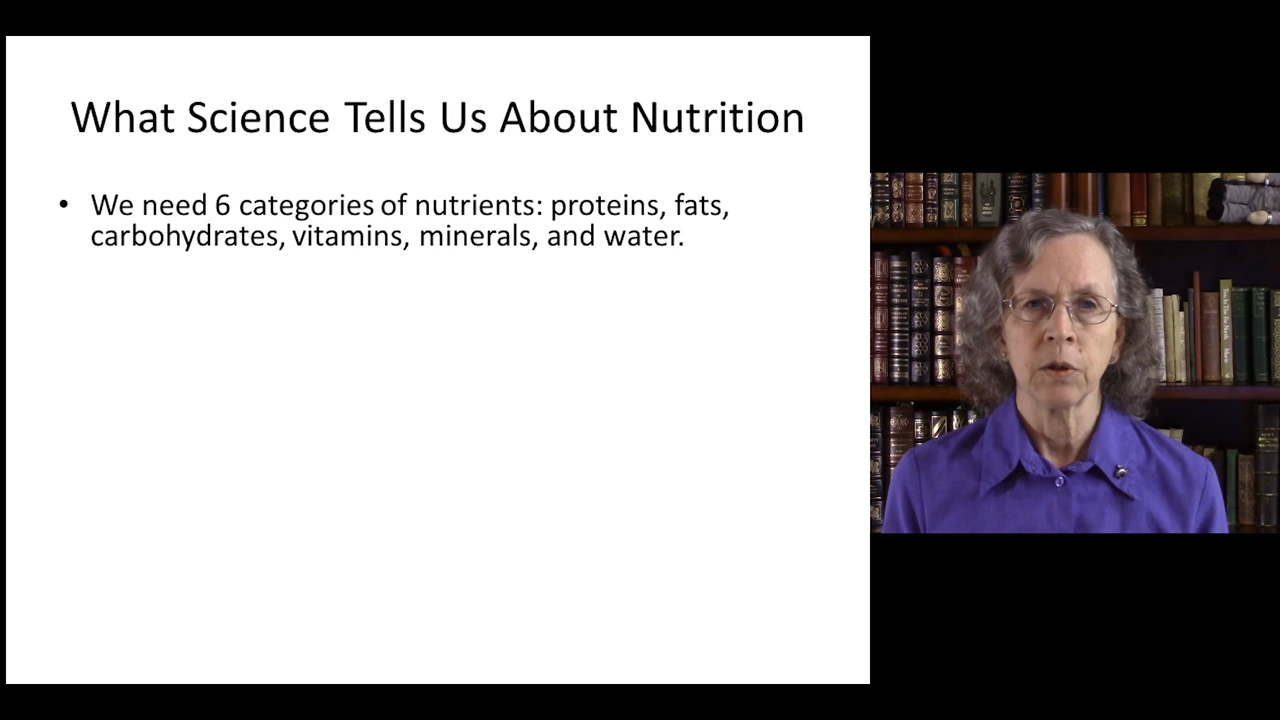 What Science Tells Us About Nutrition
• We need 6 categories of nutrients: proteins, fats,
carbohydrates, vitamins, minerals, and water.